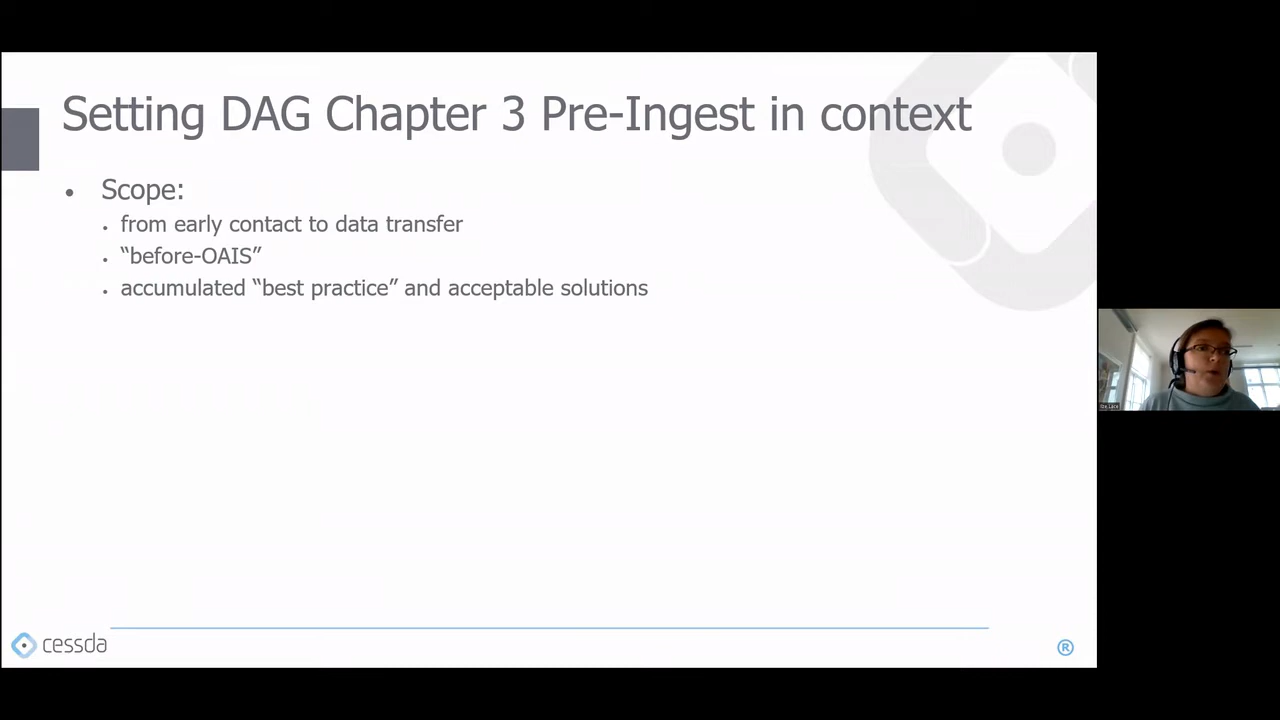 Setting DAG Chapter 3 Pre-Ingest in context
• Scope:
• from early contact to data transfer
• “before-OAIS”
• accumulated “best practice” and acceptable solutions
cessda
®